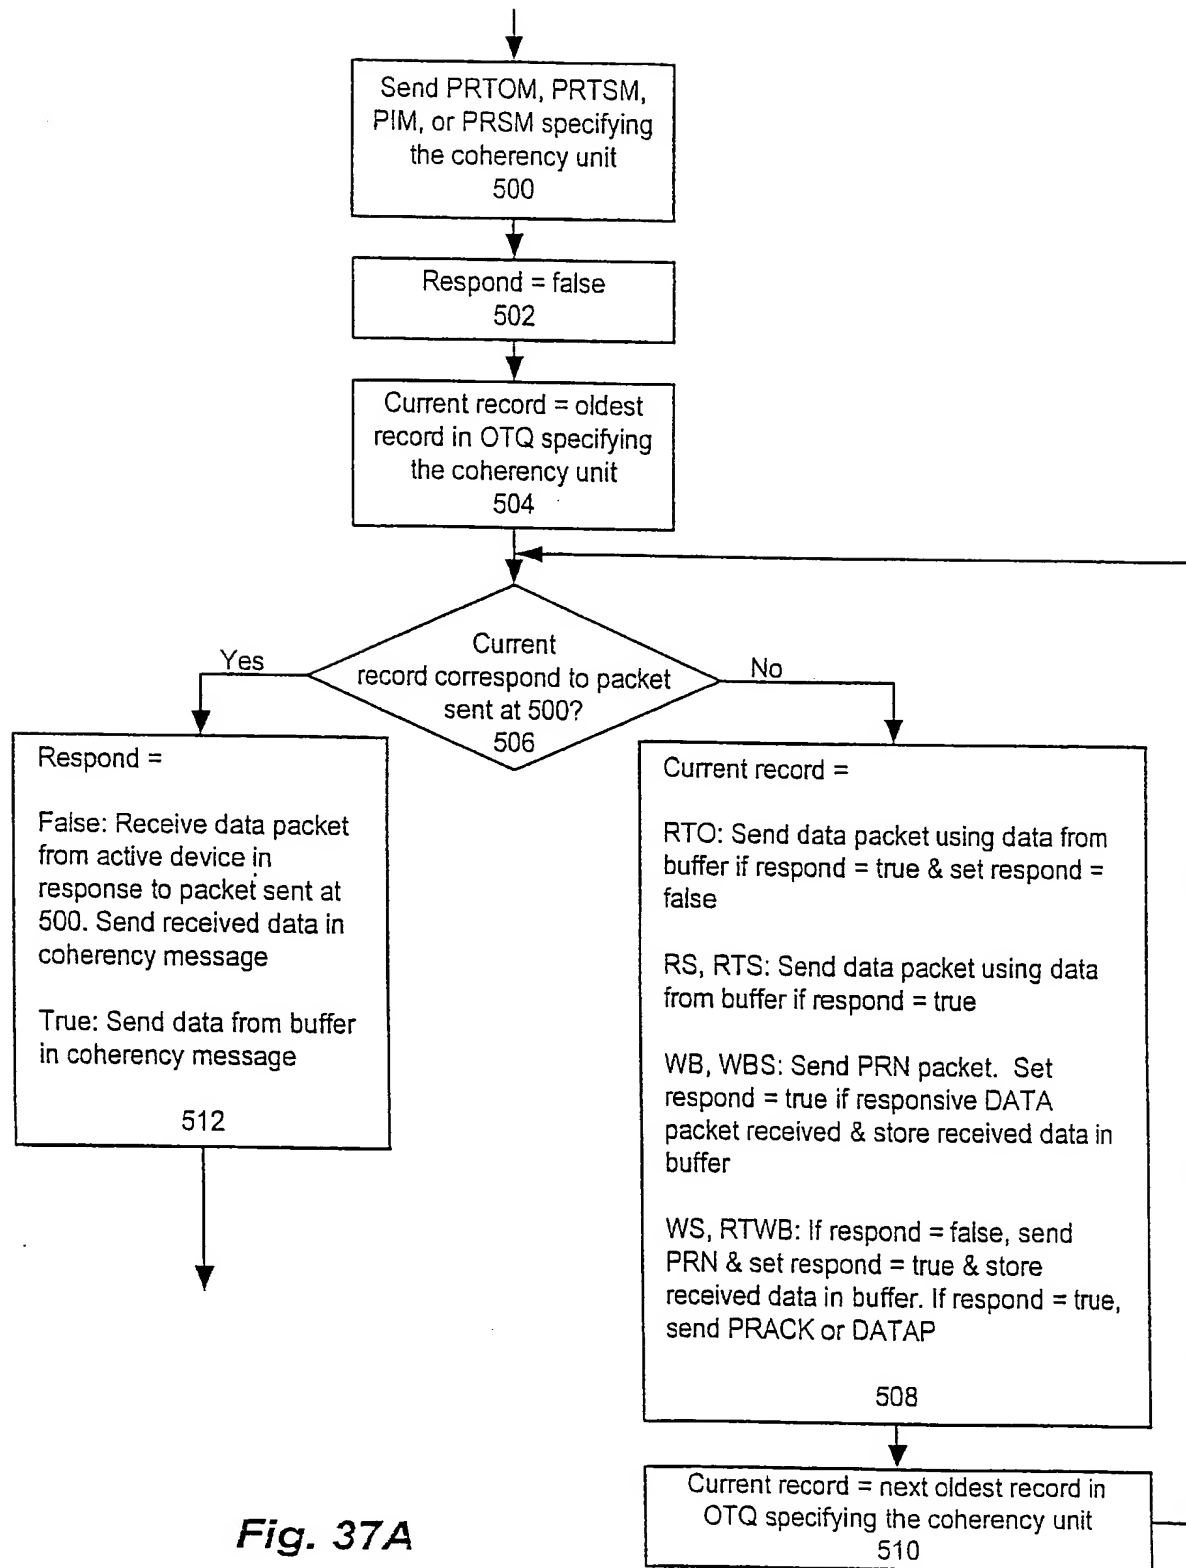 Send PRTOM, PRTSM,
PIM, or PRSM specifying
the coherency unit
500
Respond = false
502
Current record = oldest
record in OTQ specifying
the coherency unit
504
Current
record correspond to packet
sent at 500?
506
Yes
No
Respond =
False: Receive data packet
from active device in
response to packet sent at
500. Send received data in
coherency message
True: Send data from buffer
in coherency message
512
Current record =
RTO: Send data packet using data from
buffer if respond = true & set respond =
false
RS, RTS: Send data packet using data
from buffer if respond = true
WB, WBS: Send PRN packet. Set
respond = true if responsive DATA
packet received & store received data in
buffer
WS, RTWB: If respond = false, send
PRN & set respond = true & store
received data in buffer. If respond = true,
send PRACK or DATAP
508
Current record = next oldest record in
OTQ specifying the coherency unit
510
Fig. 37A